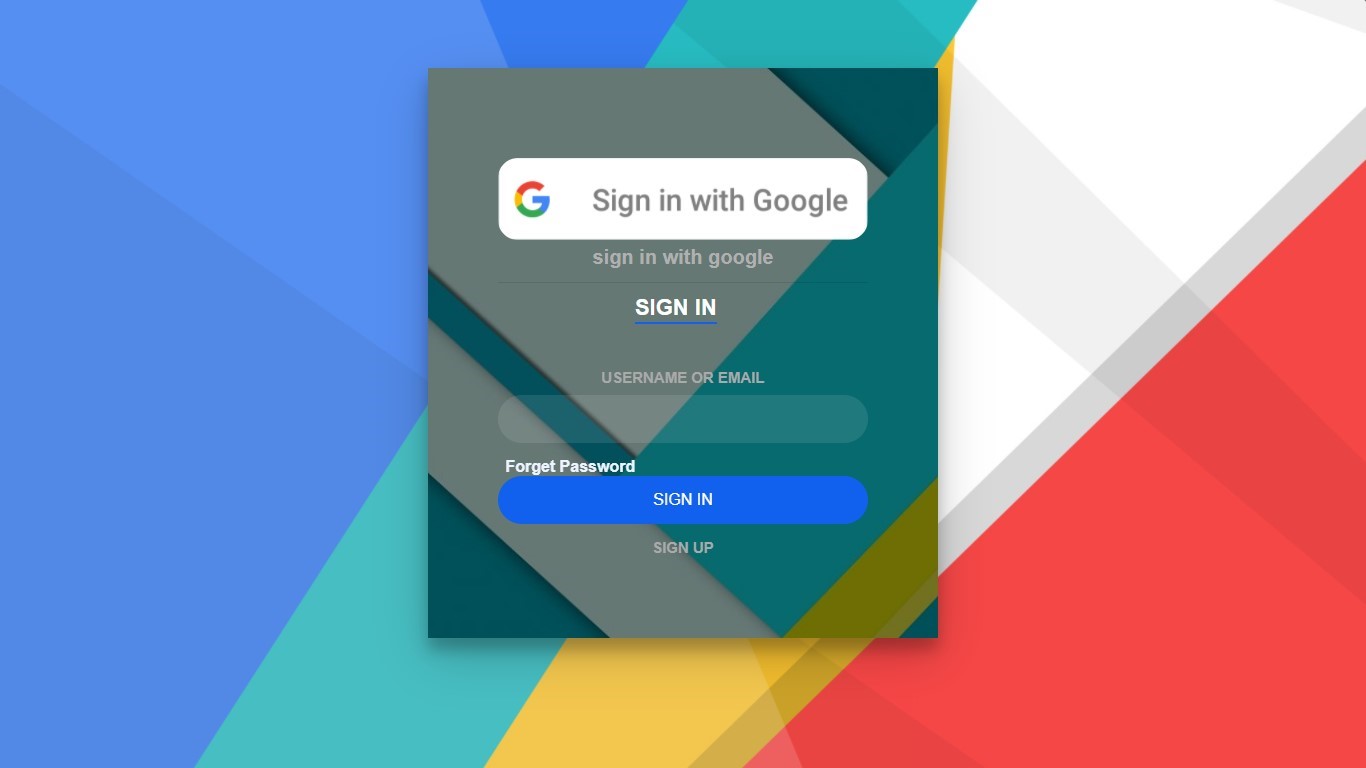 Sign in with Google
sign in with google
SIGN IN
USERNAME OR EMAIL
Forget Password
SIGN IN
SIGN UP